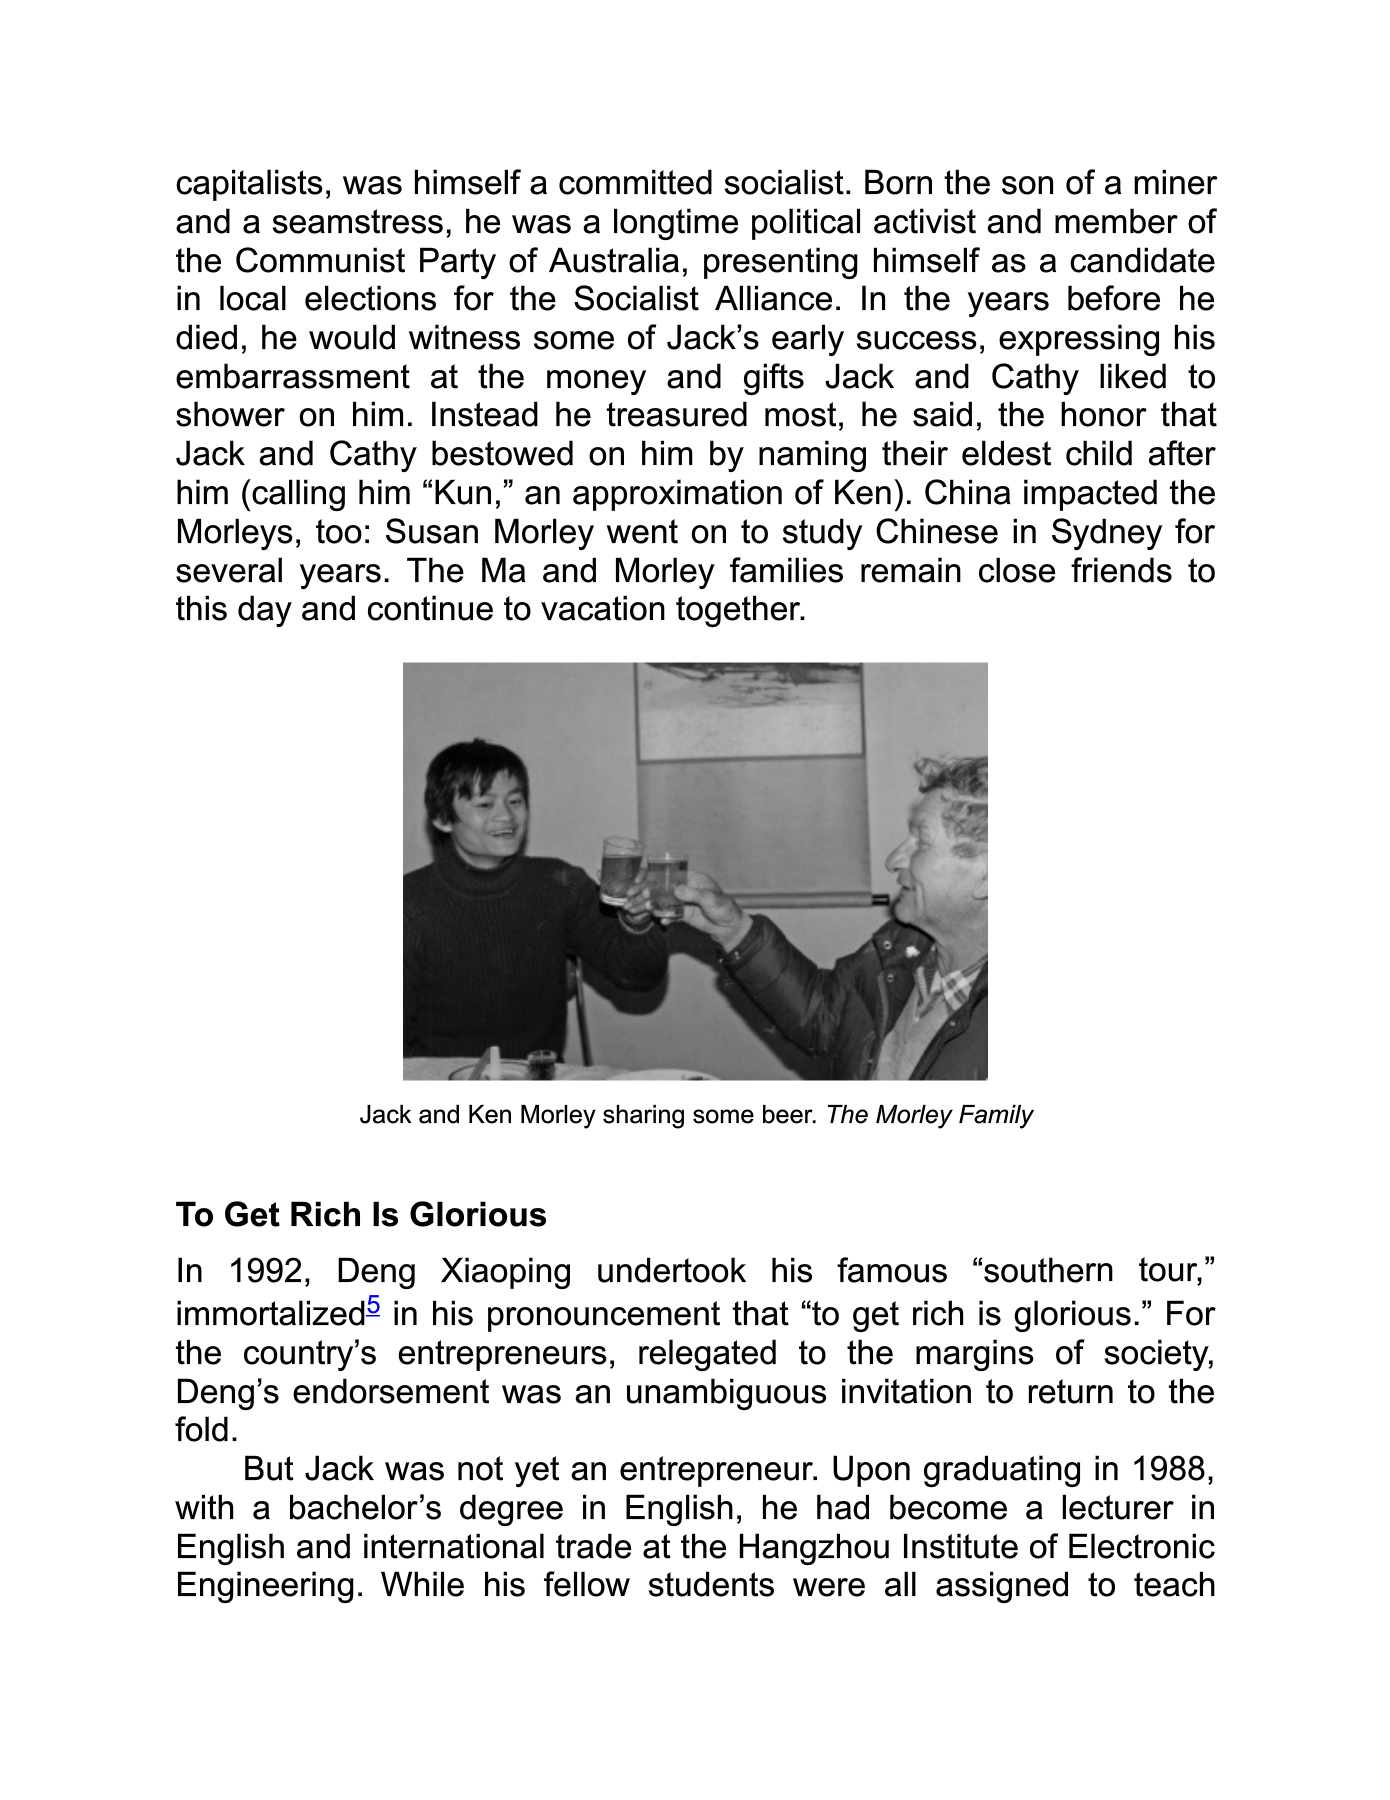 capitalists, was himself a committed socialist. Born the son of a miner
and a seamstress, he was a longtime political activist and member of
the Communist Party of Australia, presenting himself as a candidate
in local elections for the Socialist Alliance. In the years before he
died, he would witness some of Jack’s early success, expressing his
embarrassment at the money and gifts Jack and Cathy liked to
shower on him. Instead he treasured most, he said, the honor that
Jack and Cathy bestowed on him by naming their eldest child after
him (calling him “Kun,” an approximation of Ken). China impacted the
Morleys, too: Susan Morley went on to study Chinese in Sydney for
several years. The Ma and Morley families remain close friends to
this day and continue to vacation together.
Jack and Ken Morley sharing some beer. The Morley Family
To Get Rich Is Glorious
In 1992, Deng Xiaoping undertook his famous “southern tour,”
immortalized5 in his pronouncement that “to get rich is glorious.” For
the country’s entrepreneurs, relegated to the margins of society,
Deng’s endorsement was an unambiguous invitation to return to the
fold.
But Jack was not yet an entrepreneur. Upon graduating in 1988,
with a bachelor’s degree in English, he had become a lecturer in
English and international trade at the Hangzhou Institute of Electronic
Engineering. While his fellow students were all assigned to teach